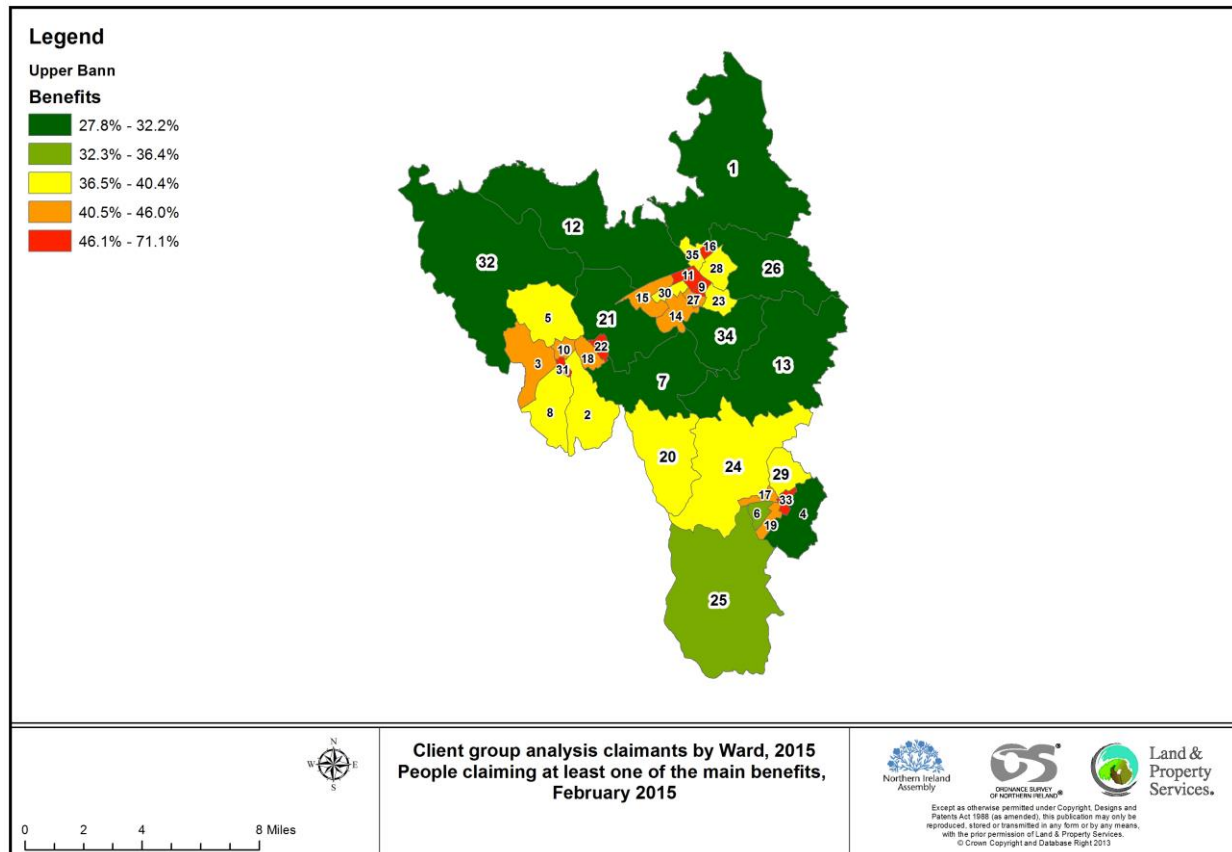 Legend
Upper Bann
Benefits
27.8% - 32.2%
32.3% - 36.4%
36.5% - 40.4%
40.5% - 46.0%
46.1% - 71.1%
1
12
16
35
32
28
26
11
9
30
15
27
23
5
14
21
34
22
10
18
3
13
31
7
8
2
20
24
29
17
33
6
4
19
25
N
W E
S
0 2 4 8 Miles
Client group analysis claimants by Ward, 2015
People claiming at least one of the main benefits,
February 2015
Northern Ireland
Assembly
OS®
ORDNANCE SURVEY
OF NORTHERN IRELAND®
Land &
Property
Services.
Except as otherwise permitted under Copyright, Designs and
Patents Act 1988 (as amended), this publication may only be
reproduced, stored or transmitted in any form or by any means,
with the prior permission of Land & Property Services.
© Crown Copyright and Database Right 2013